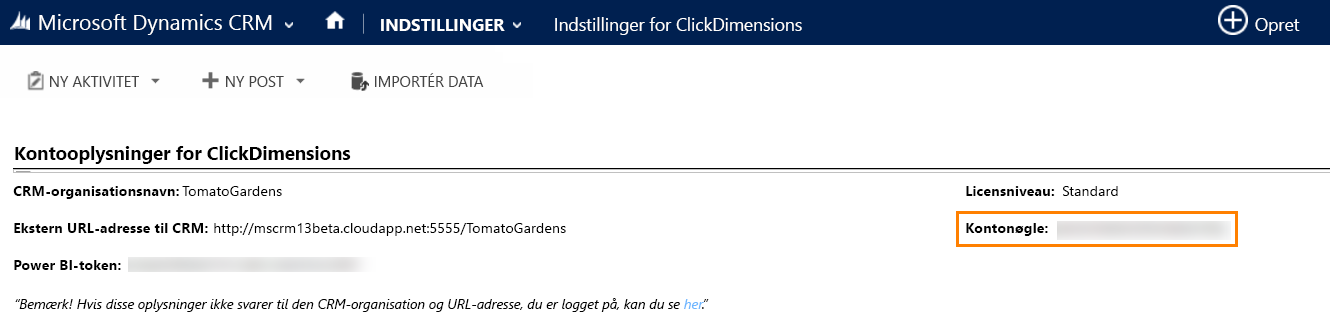 Microsoft Dynamics CRM INDSTILLINGER Indstillinger for ClickDimensions Opret
NY AKTIVITET NY POST IMPORTÉR DATA
Kontooplysninger for ClickDimensions
CRM-organisationsnavn: TomatoGardens Licensniveau: Standard
Ekstern URL-adresse til CRM: http://mscrm13beta.cloudapp.net:5555/TomatoGardens Kontonøgle:
Power BI-token:
“Bemærk! Hvis disse oplysninger ikke svarer til den CRM-organisation og URL-adresse, du er logget på, kan du se her.”